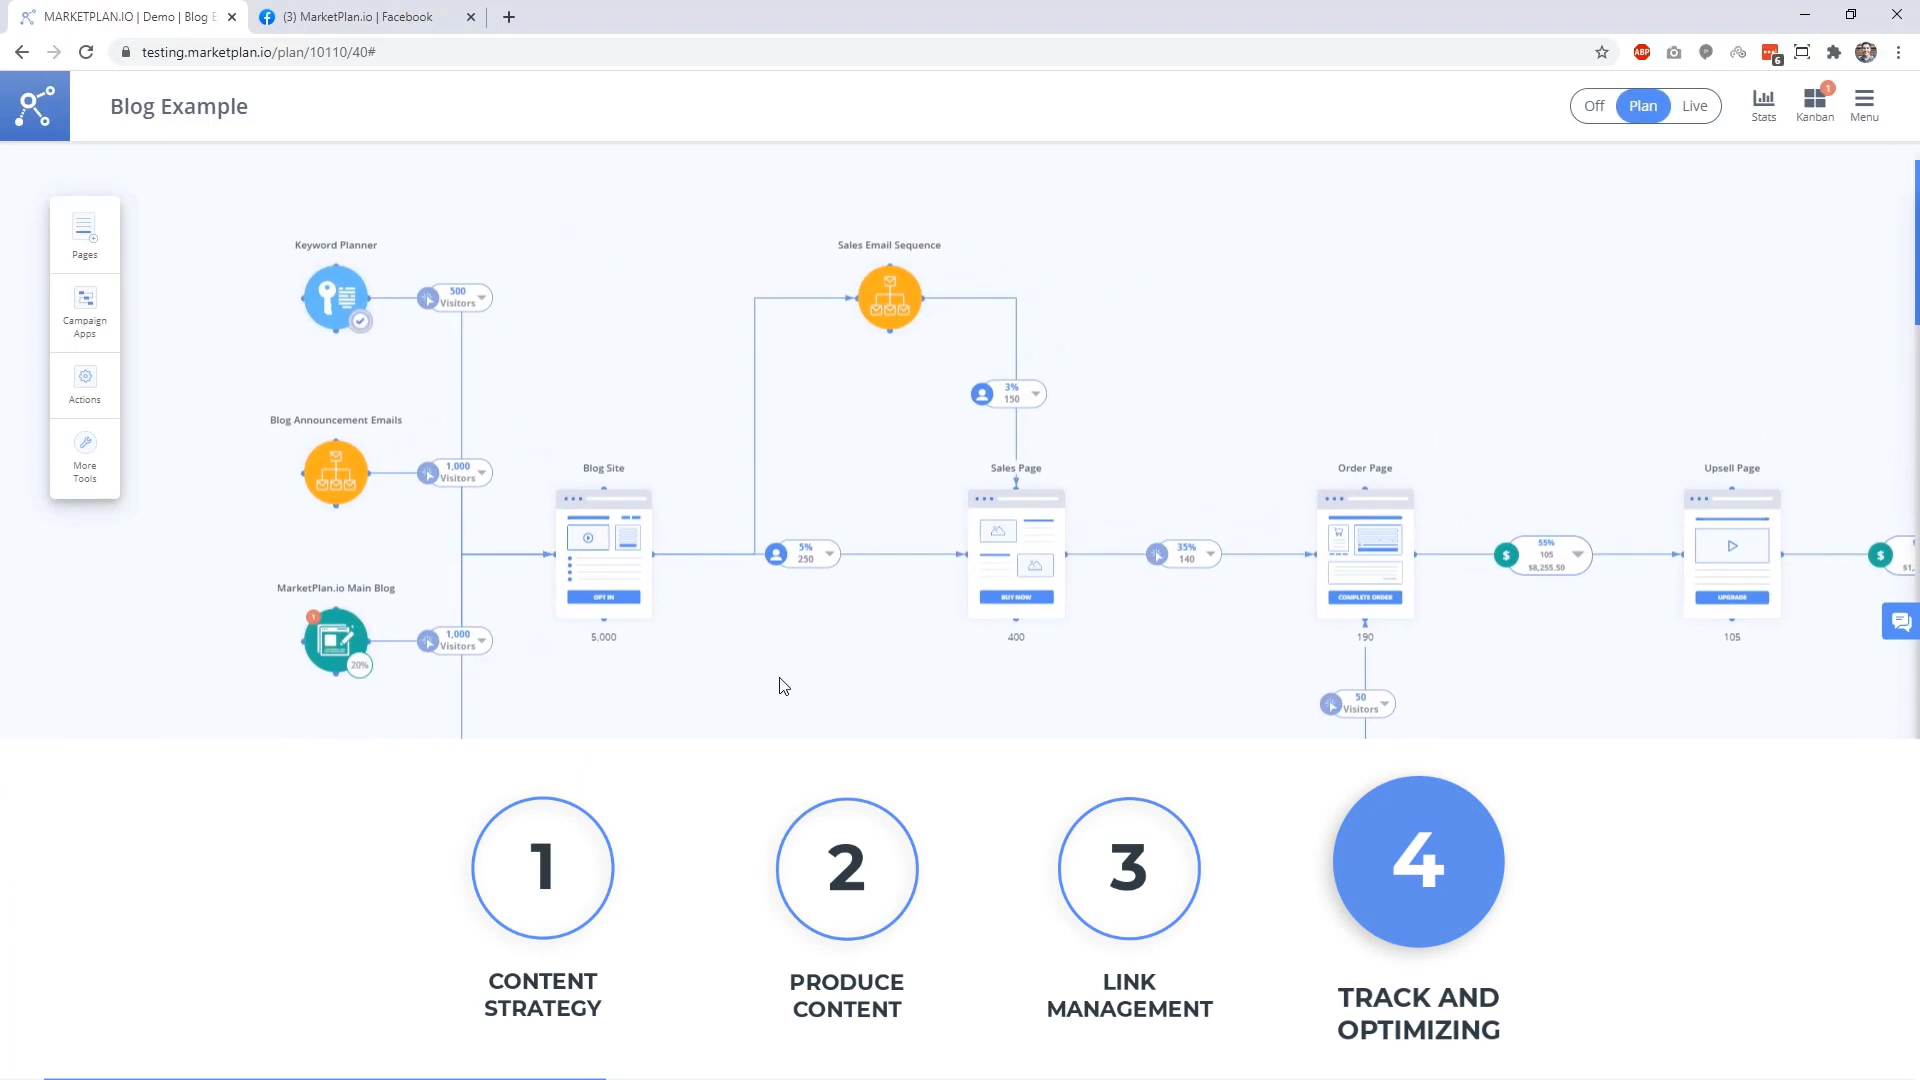 MARKETPLAN.IO | Demo | Blog E
(3) MarketPlan.io | Facebook
testing.marketplan.io/plan/10110/40#
ABP
6
Blog Example
Off Plan Live
Stats
1
Kanban
Menu
Pages
Campaign
Apps
Actions
More
Tools
Keyword Planner
500
Visitors
Sales Email Sequence
3%
150
Blog Announcement Emails
1,000
Visitors
Blog Site
OPT IN
5,000
5%
250
Sales Page
BUY NOW
400
35%
140
Order Page
COMPLETE ORDER
190
55%
105
$8,255.50
Upsell Page
UPGRADE
105
$
$
$1,
MarketPlan.io Main Blog
1
20%
1,000
Visitors
50
Visitors
1
2
3
4
CONTENT
STRATEGY
PRODUCE
CONTENT
LINK
MANAGEMENT
TRACK AND
OPTIMIZING